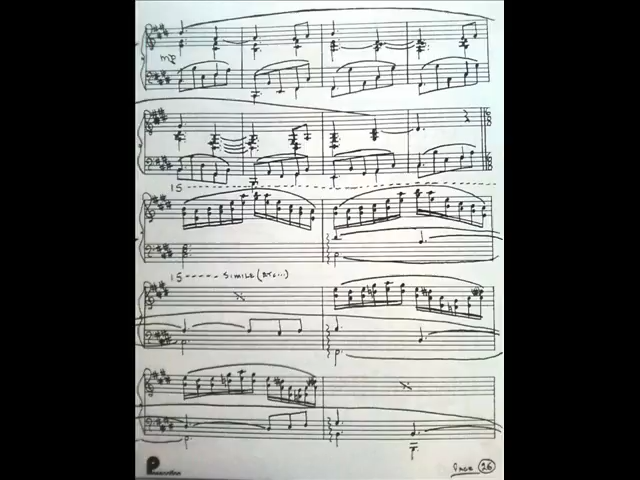 mp
15
15 ----- SIMILE (ETC...)
PAGE 26